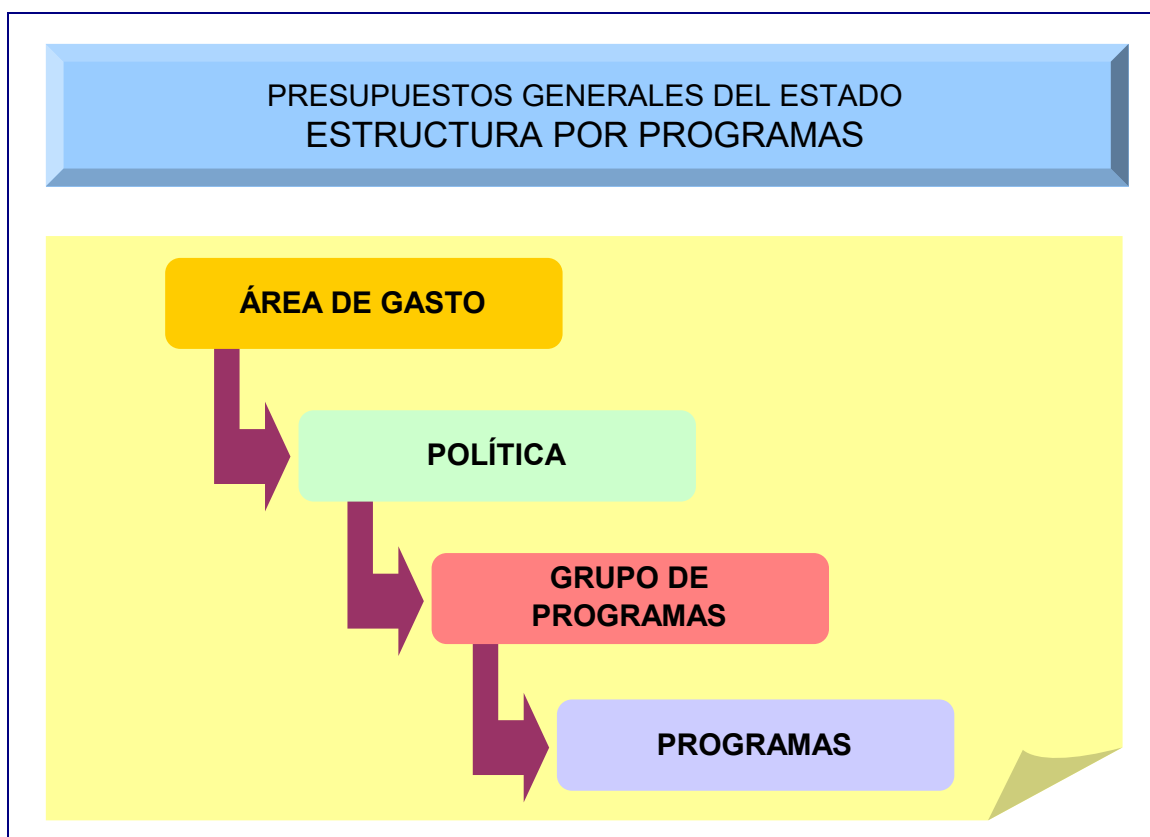 PRESUPUESTOS GENERALES DEL ESTADO
ESTRUCTURA POR PROGRAMAS
ÁREA DE GASTO
POLÍTICA
GRUPO DE
PROGRAMAS
PROGRAMAS